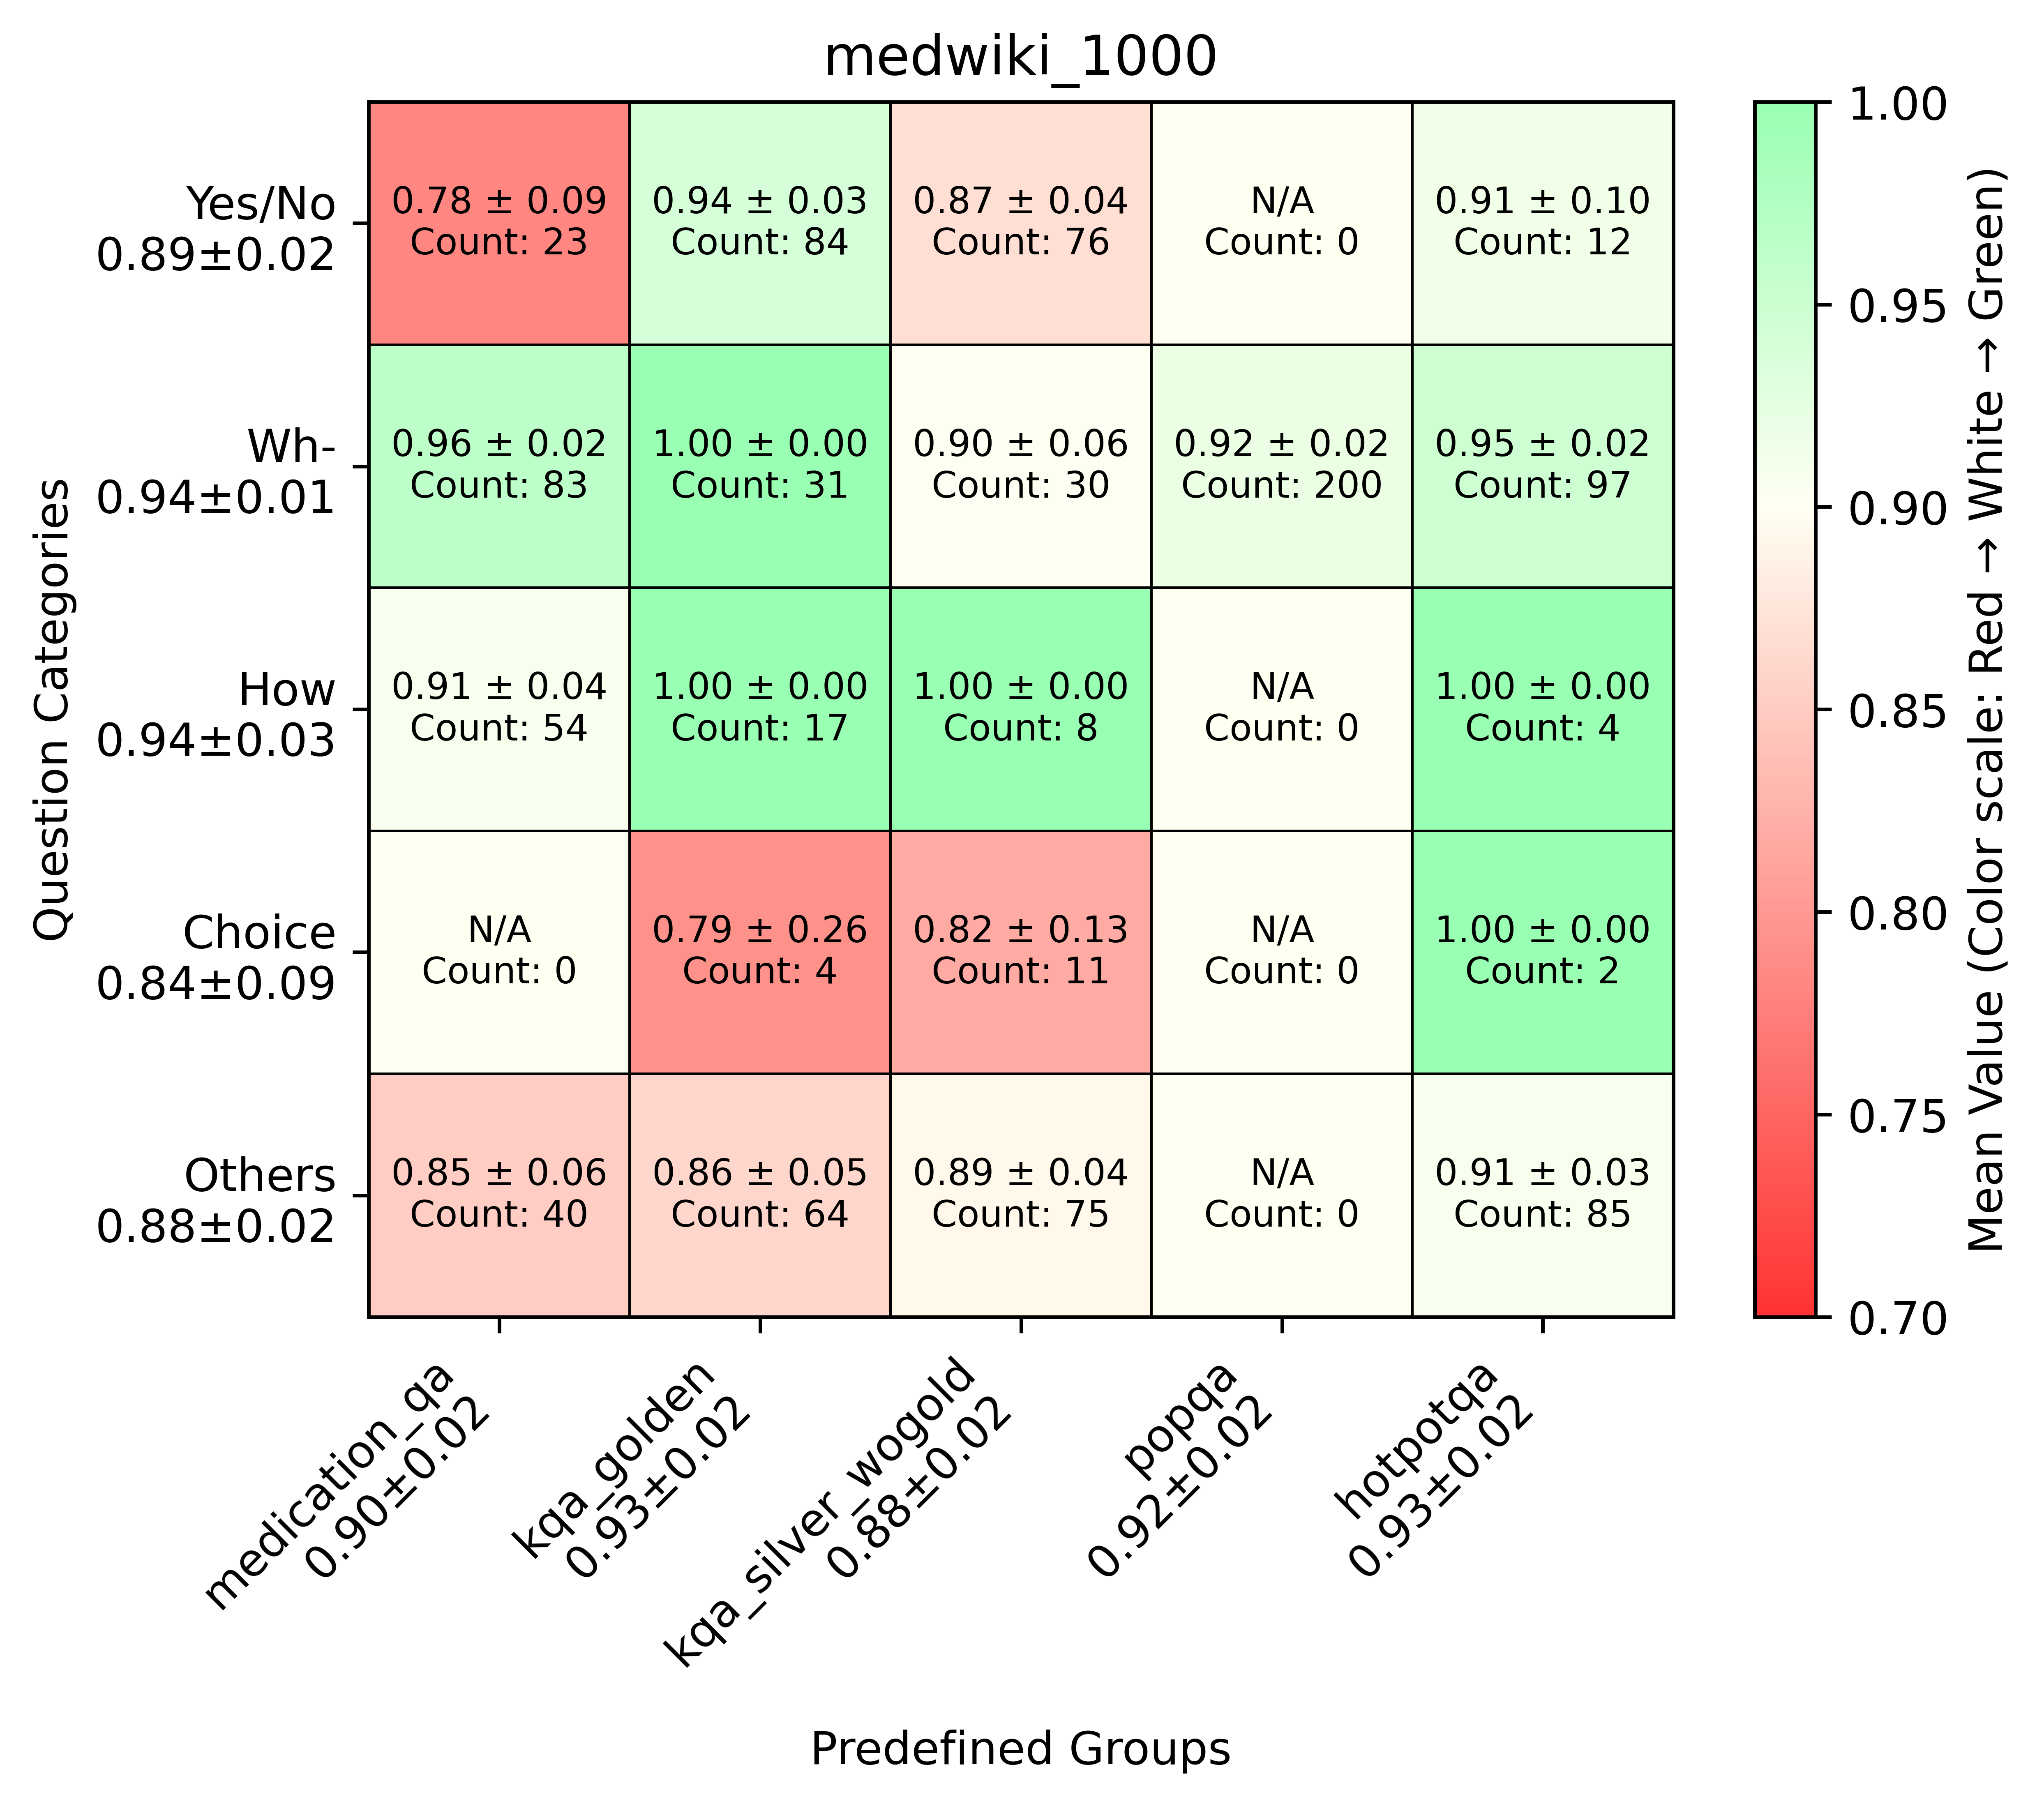 medwiki_1000
Question Categories
Yes/No
0.89±0.02
0.78 ± 0.09
Count: 23
0.94 ± 0.03
Count: 84
0.87 ± 0.04
Count: 76
N/A
Count: 0
0.91 ± 0.10
Count: 12
Wh-
0.94±0.01
0.96 ± 0.02
Count: 83
1.00 ± 0.00
Count: 31
0.90 ± 0.06
Count: 30
0.92 ± 0.02
Count: 200
0.95 ± 0.02
Count: 97
How
0.94±0.03
0.91 ± 0.04
Count: 54
1.00 ± 0.00
Count: 17
1.00 ± 0.00
Count: 8
N/A
Count: 0
1.00 ± 0.00
Count: 4
Choice
0.84±0.09
N/A
Count: 0
0.79 ± 0.26
Count: 4
0.82 ± 0.13
Count: 11
N/A
Count: 0
1.00 ± 0.00
Count: 2
Others
0.88±0.02
0.85 ± 0.06
Count: 40
0.86 ± 0.05
Count: 64
0.89 ± 0.04
Count: 75
N/A
Count: 0
0.91 ± 0.03
Count: 85
medication_qa
0.90±0.02
kqa_golden
0.93±0.02
kqa_silver_wogold
0.88±0.02
popqa
0.92±0.02
hotpotqa
0.93±0.02
Predefined Groups
1.00
0.95
0.90
0.85
0.80
0.75
0.70
Mean Value (Color scale: Red → White → Green)